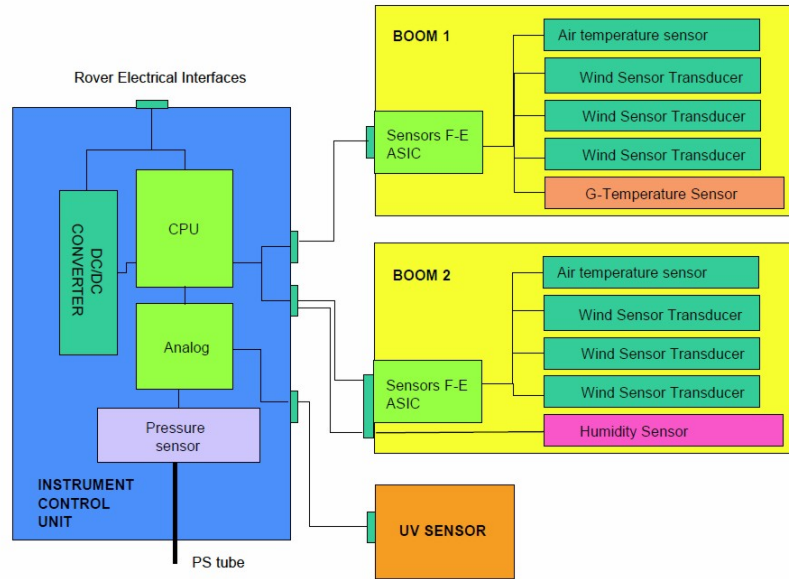 Rover Electrical Interfaces
DC/DC
CONVERTER
CPU
Analog
Pressure
sensor
INSTRUMENT
CONTROL
UNIT
PS tube
BOOM 1
Sensors F-E
ASIC
Air temperature sensor
Wind Sensor Transducer
Wind Sensor Transducer
Wind Sensor Transducer
G-Temperature Sensor
BOOM 2
Sensors F-E
ASIC
Air temperature sensor
Wind Sensor Transducer
Wind Sensor Transducer
Wind Sensor Transducer
Humidity Sensor
UV SENSOR